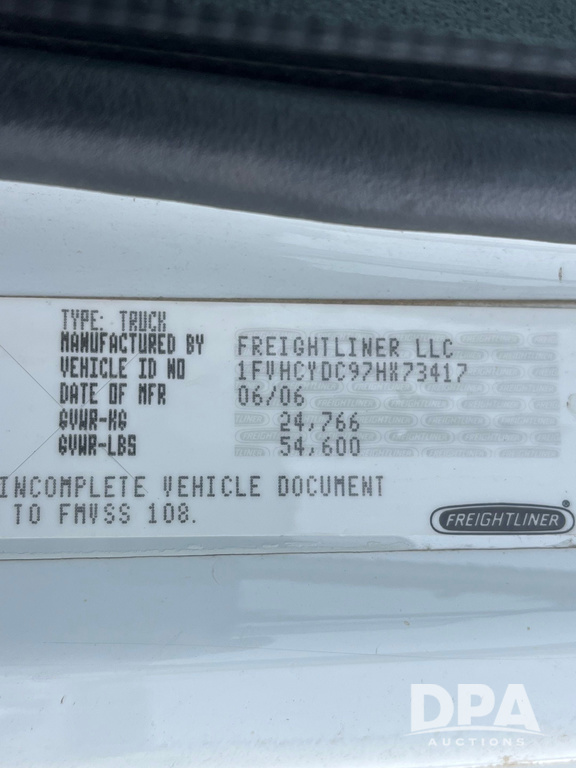 TYPE: TRUCK
MANUFACTURED BY FREIGHTLINER LLC
VEHICLE ID NO 1FVHCYDC97HX73417
DATE OF MFR 06/06
GVWR-KG 24,766
GVWR-LBS 54,600
INCOMPLETE VEHICLE DOCUMENT
TO FMVSS 108.
FREIGHTLINER
DPA
AUCTIONS